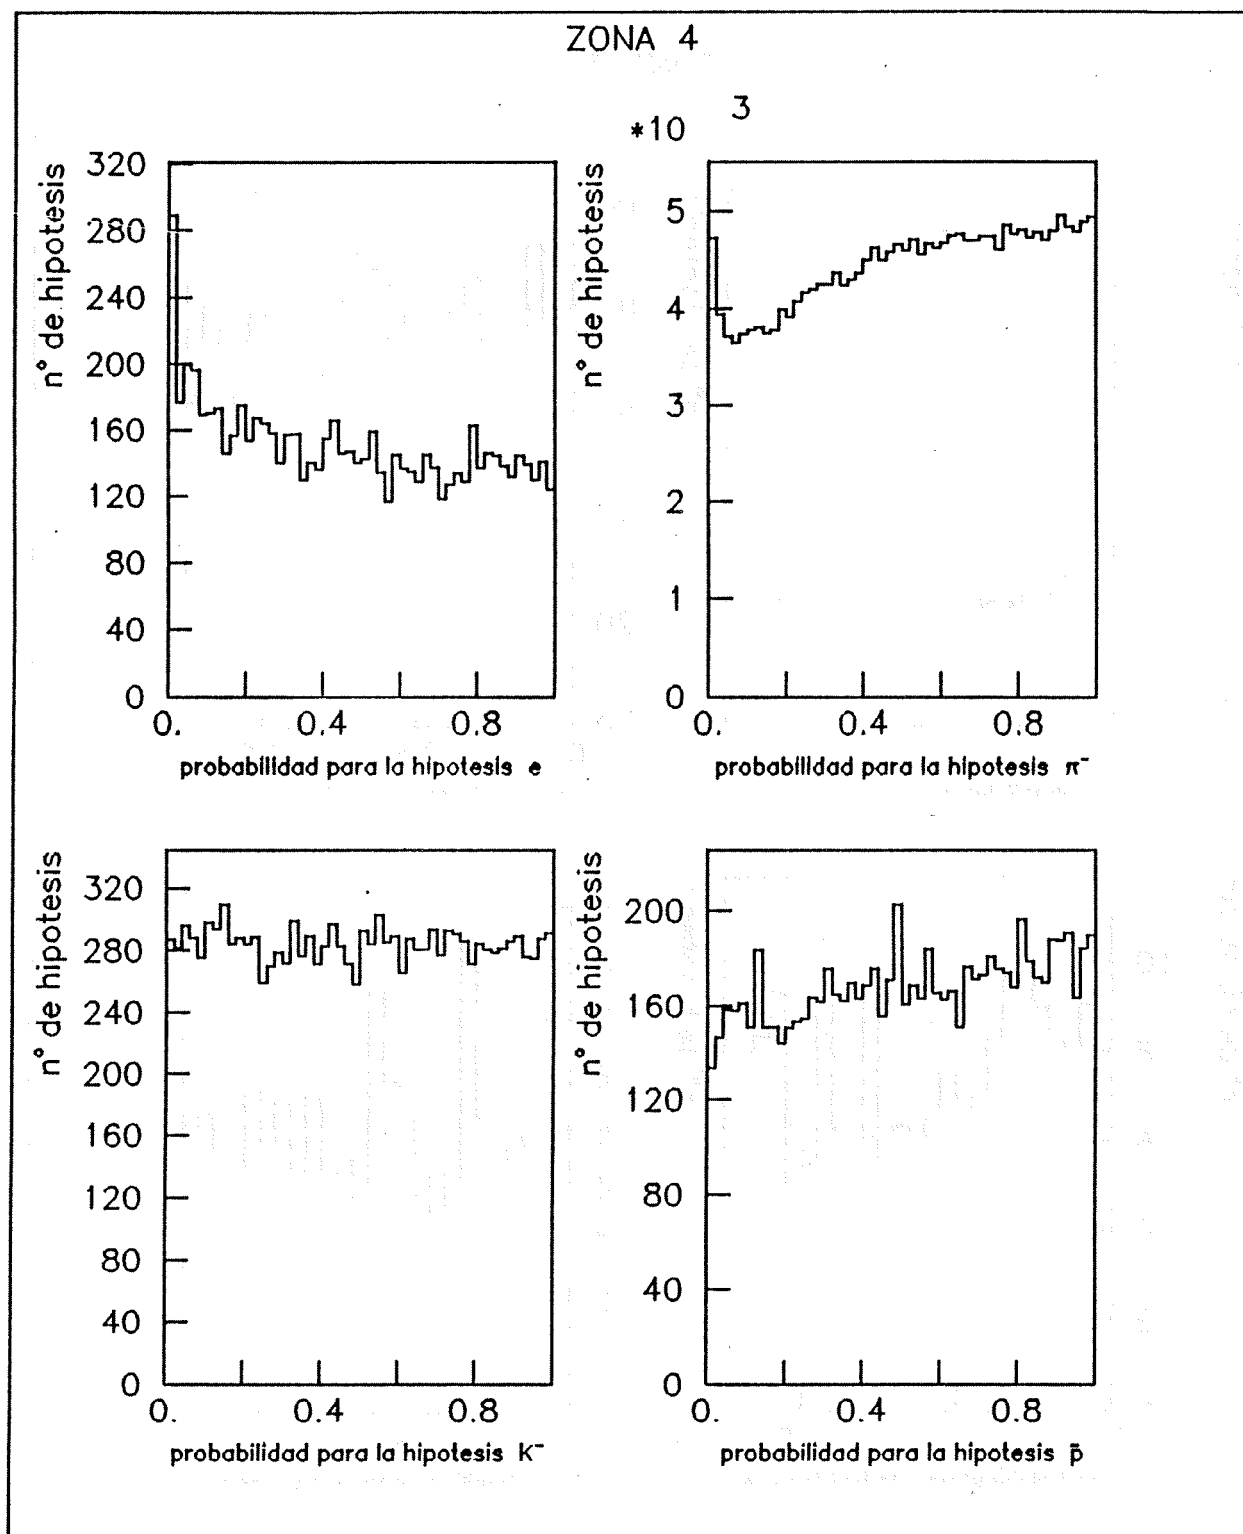 ZONA 4
n° de hipotesis
320
280
240
200
160
120
80
40
0
0. 0.4 0.8
probabilidad para la hipotesis e
*10 3
n° de hipotesis
5
4
3
2
1
0
0. 0.4 0.8
probabilidad para la hipotesis π⁻
n° de hipotesis
320
280
240
200
160
120
80
40
0
0. 0.4 0.8
probabilidad para la hipotesis K⁻
n° de hipotesis
200
160
120
80
40
0
0. 0.4 0.8
probabilidad para la hipotesis p̄